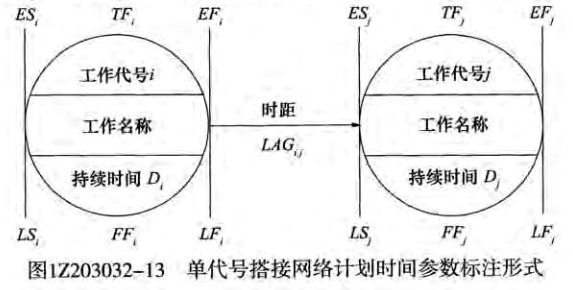 ES_i TF_i EF_i ES_j TF_j EF_j
工作代号i 工作代号j
工作名称 时距 工作名称
LAG_{i,j}
持续时间 D_i 持续时间 D_j
LS_i FF_i LF_i LS_j FF_j LF_j
图1Z203032-13 单代号搭接网络计划时间参数标注形式